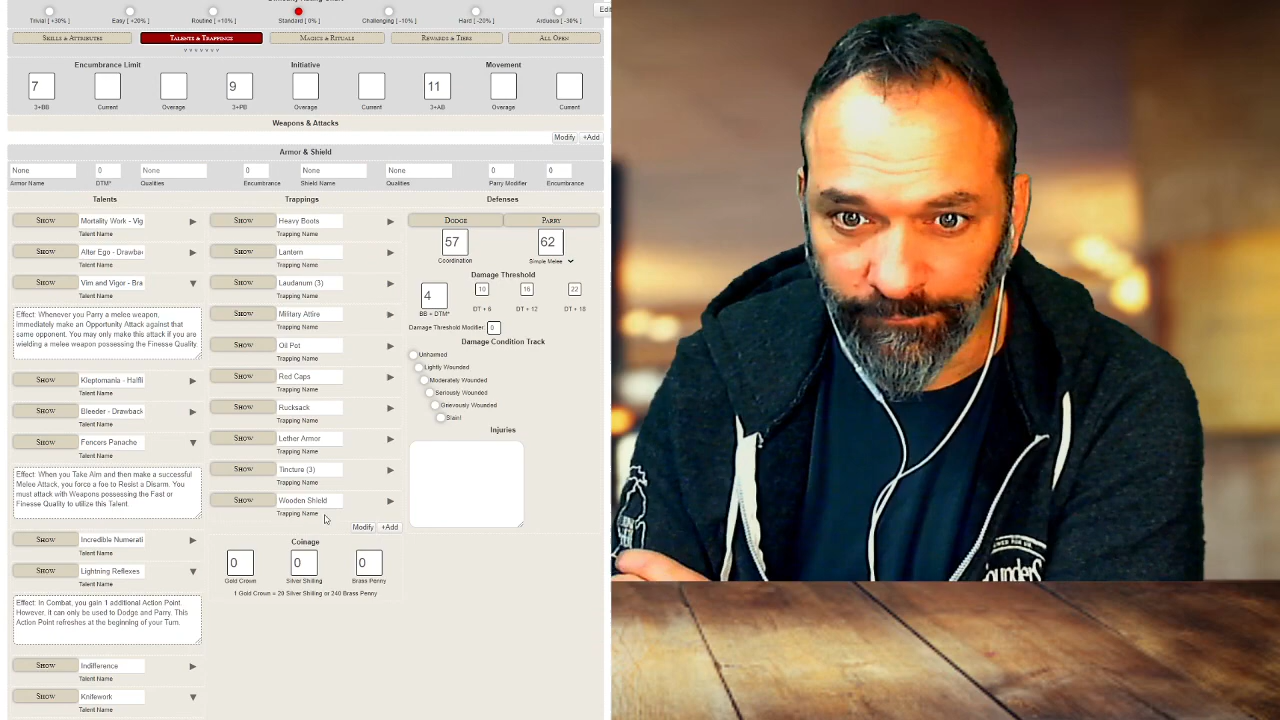 Trivial [ +30% ]
Easy [ +20% ]
Routine [ +10% ]
Standard [ 0% ]
Challenging [ -10% ]
Hard [ -20% ]
Arduous [ -30% ]
Edit
Skills & Attributes
Talents & Trappings
Magick & Rituals
Rewards & Tiers
All Open
v v v v v v v
Encumbrance Limit
Initiative
Movement
7
9
11
3+BB
Current
Overage
3+PB
Overage
Current
3+AB
Overage
Current
Weapons & Attacks
Modify +Add
Armor & Shield
None
0
None
0
None
None
0
0
Armor Name
DTM*
Qualities
Encumbrance
Shield Name
Qualities
Parry Modifier
Encumbrance
Talents
Show Mortality Work - Vig
Talent Name
Show Alter Ego - Drawbac
Talent Name
Show Vim and Vigor - Bra
Talent Name
Effect: Whenever you Parry a melee weapon,
immediately make an Opportunity Attack against that
same opponent. You may only make this attack if you are
wielding a melee weapon possessing the Finesse Quality
Show Kleptomania - Halfli
Talent Name
Show Bleeder - Drawback
Talent Name
Show Fencers Panache
Talent Name
Effect: When you Take Aim and then make a successful
Melee Attack, you force a foe to Resist a Disarm. You
must attack with Weapons possessing the Fast or
Finesse Quality to utilize this Talent.
Show Incredible Numerati
Talent Name
Show Lightning Reflexes
Talent Name
Effect: In Combat, you gain 1 additional Action Point.
However, it can only be used to Dodge and Parry. This
Action Point refreshes at the beginning of your Turn.
Show Indifference
Talent Name
Show Knifework
Talent Name
Trappings
Show Heavy Boots
Trapping Name
Show Lantern
Trapping Name
Show Laudanum (3)
Trapping Name
Show Military Attire
Trapping Name
Show Oil Pot
Trapping Name
Show Red Caps
Trapping Name
Show Rucksack
Trapping Name
Show Lether Armor
Trapping Name
Show Tincture (3)
Trapping Name
Show Wooden Shield
Trapping Name
Modify +Add
Coinage
0
0
0
Gold Crown
Silver Shilling
Brass Penny
1 Gold Crown = 20 Silver Shilling or 240 Brass Penny
Defenses
Dodge
Parry
57
62
Coordination
Simple Melee
Damage Threshold
4
10
16
22
BB + DTM*
DT + 6
DT + 12
DT + 18
Damage Threshold Modifier: 0
Damage Condition Track
Unharmed
Lightly Wounded
Moderately Wounded
Seriously Wounded
Grievously Wounded
Slain!
Injuries